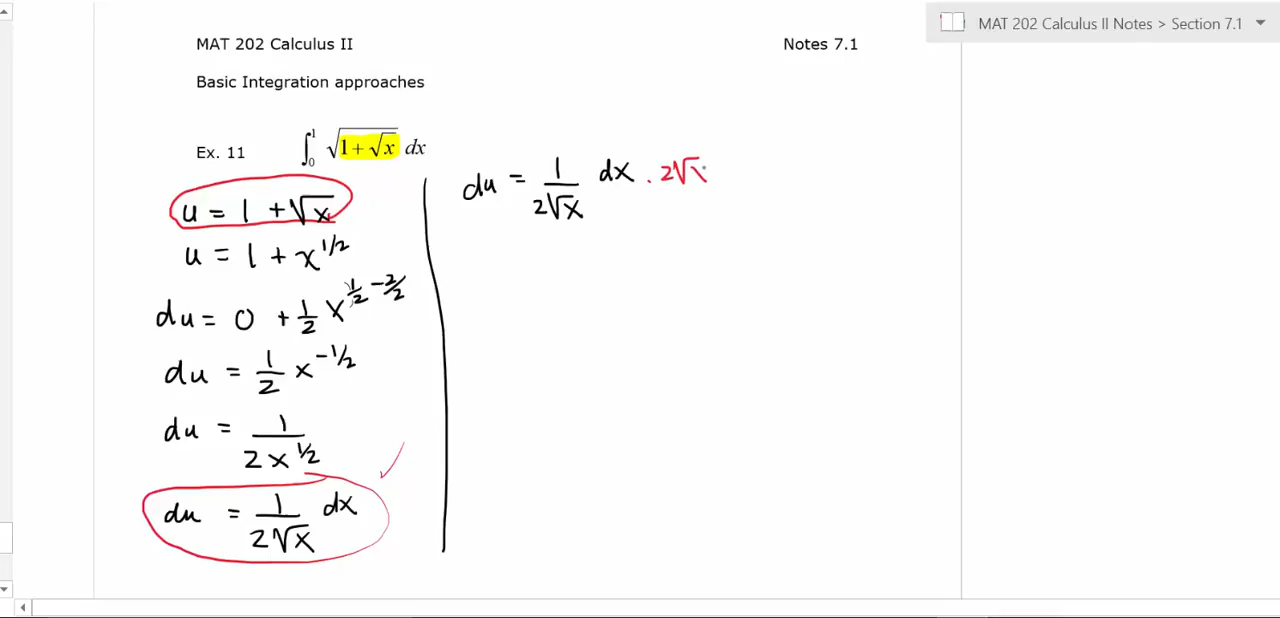 MAT 202 Calculus II Notes > Section 7.1
MAT 202 Calculus II Notes 7.1
Basic Integration approaches
Ex. 11 ∫₀¹ √(1 + √x) dx
u = 1 + √x
u = 1 + x^1/2
du = 0 + 1/2 x^(1/2 - 2/2)
du = 1/2 x^-1/2
du = 1/(2x^1/2)
du = 1/(2√x) dx
du = 1/(2√x) dx . 2√x